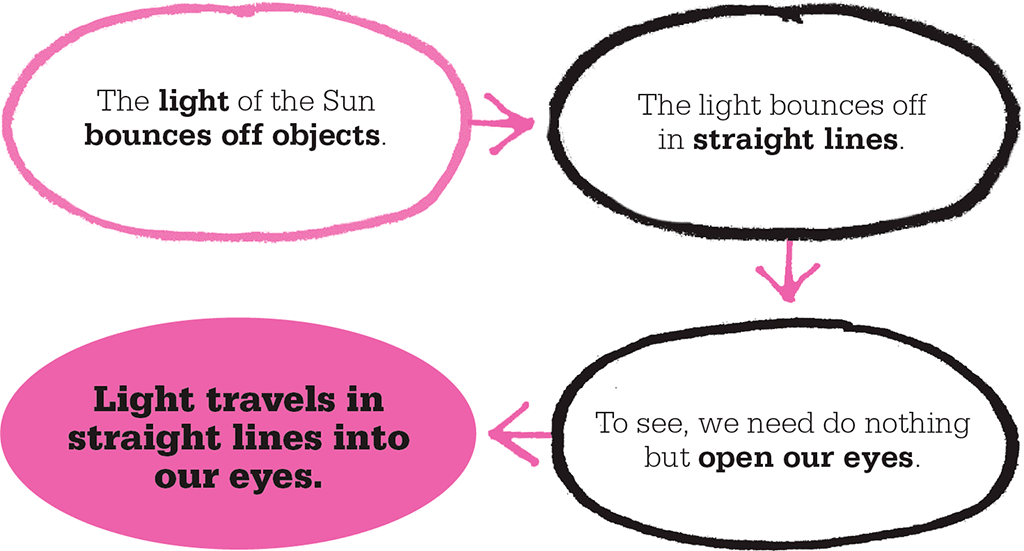 The light of the Sun
bounces off objects.
The light bounces off
in straight lines.
To see, we need do nothing
but open our eyes.
Light travels in
straight lines into
our eyes.